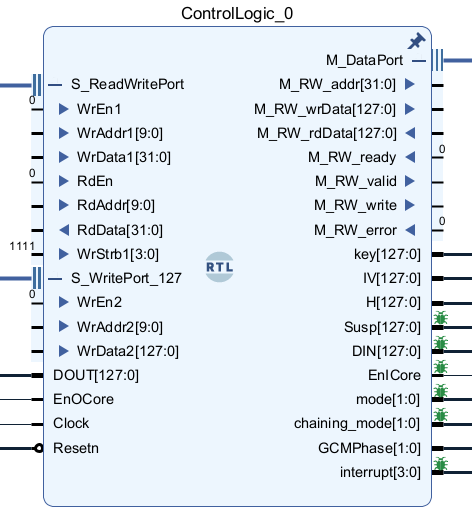 ControlLogic_0
S_ReadWritePort
0
WrEn1
WrAddr1[9:0]
WrData1[31:0]
0
RdEn
RdAddr[9:0]
RdData[31:0]
1111
WrStrb1[3:0]
S_WritePort_127
0
WrEn2
WrAddr2[9:0]
WrData2[127:0]
DOUT[127:0]
EnOCore
Clock
Resetn
RTL
M_DataPort
M_RW_addr[31:0]
M_RW_wrData[127:0]
M_RW_rdData[127:0]
M_RW_ready
0
M_RW_valid
M_RW_write
M_RW_error
0
key[127:0]
IV[127:0]
H[127:0]
Susp[127:0]
DIN[127:0]
EnICore
mode[1:0]
chaining_mode[1:0]
GCMPhase[1:0]
interrupt[3:0]